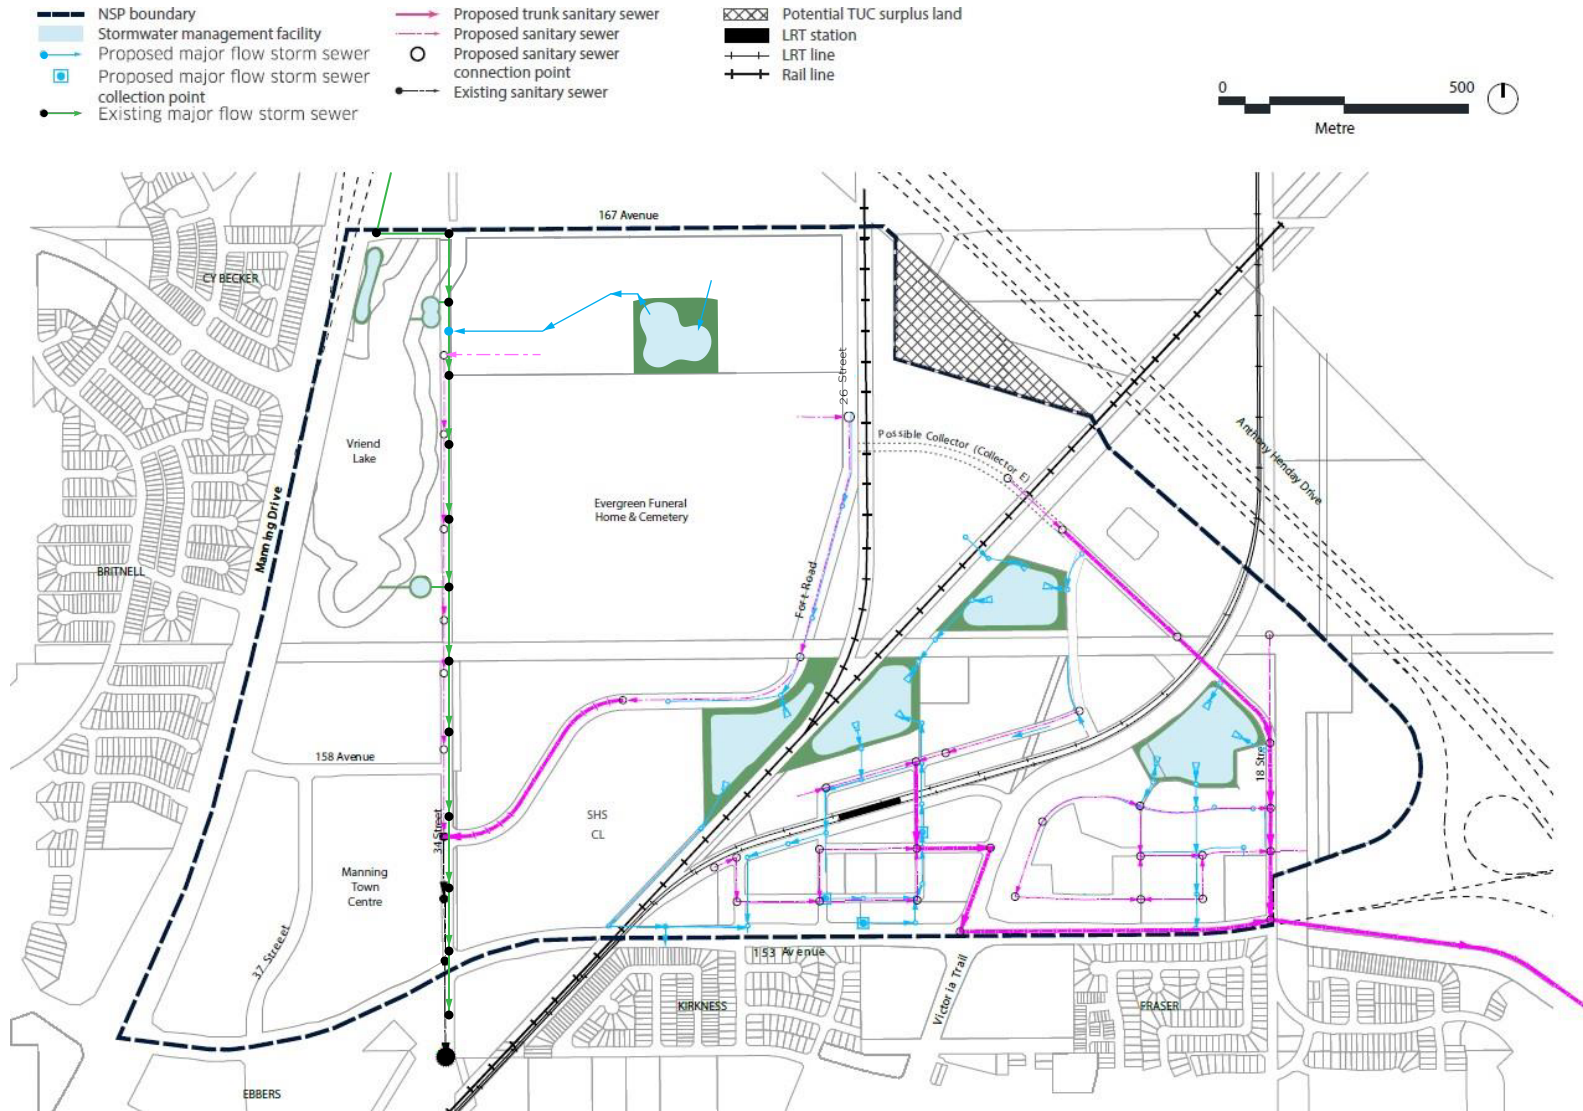 NSP boundary
Stormwater management facility
Proposed major flow storm sewer
Proposed major flow storm sewer
collection point
Existing major flow storm sewer
Proposed trunk sanitary sewer
Proposed sanitary sewer
Proposed sanitary sewer
connection point
Existing sanitary sewer
Potential TUC surplus land
LRT station
LRT line
Rail line
0 500
Metre
167 Avenue
CY BECKER
26 Street
Possible Collector (Collector E)
Anthony Henday Drive
Vriend
Lake
Manning Drive
Evergreen Funeral
Home & Cemetery
BRITNELL
Fort Road
158 Avenue
18 Stre
SHS
CL
34 Street
Manning
Town
Centre
37 Street
153 Avenue
Victoria Trail
KIRKNESS
FRASER
EBBERS